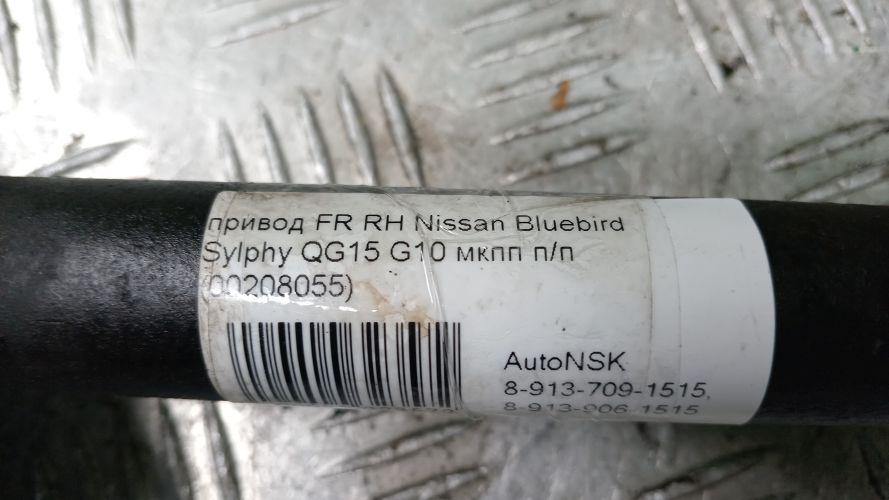 привод FR RH Nissan Bluebird
Sylphy QG15 G10 мкпп п/п
(00208055)
AutoNSK
8-913-709-1515,
8-913-906-1515